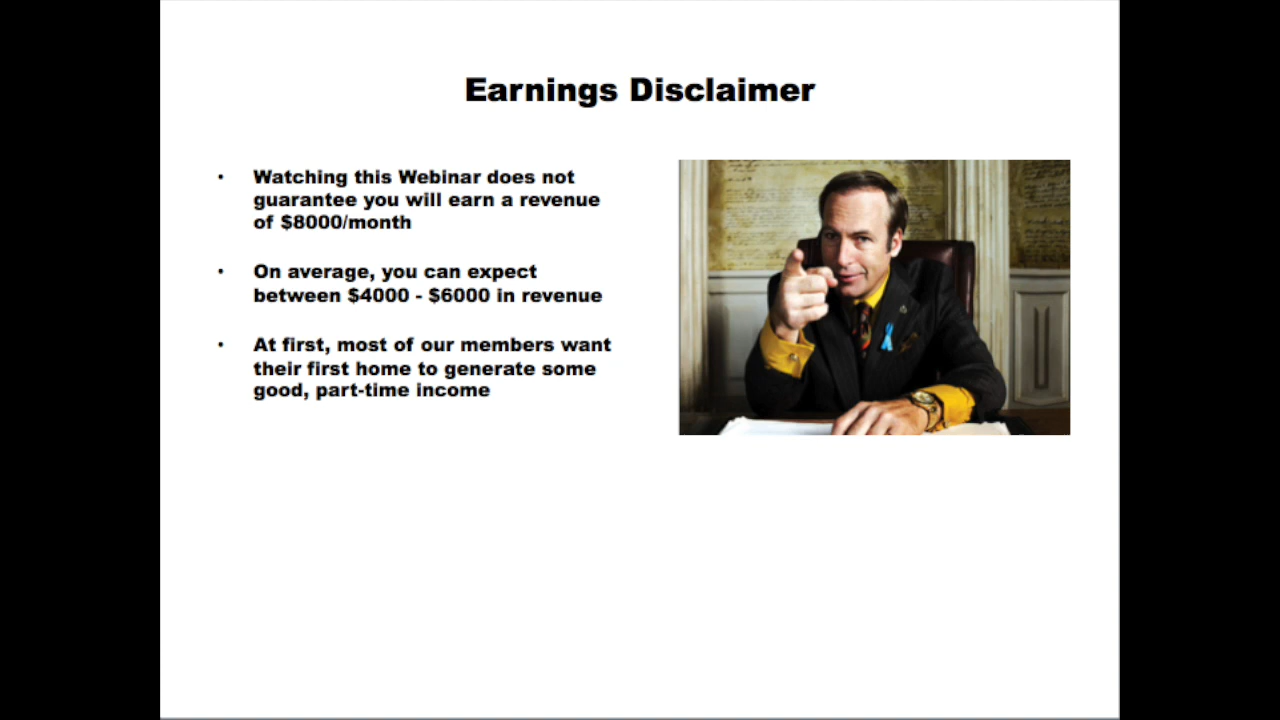 Earnings Disclaimer
• Watching this Webinar does not
guarantee you will earn a revenue
of $8000/month
• On average, you can expect
between $4000 - $6000 in revenue
• At first, most of our members want
their first home to generate some
good, part-time income